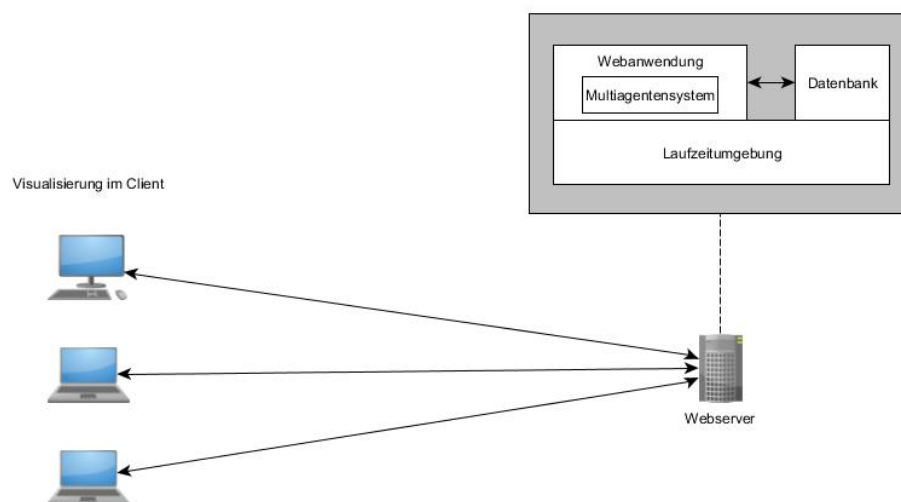 Webanwendung
Multiagentensystem
Datenbank
Laufzeitumgebung
Visualisierung im Client
Webserver